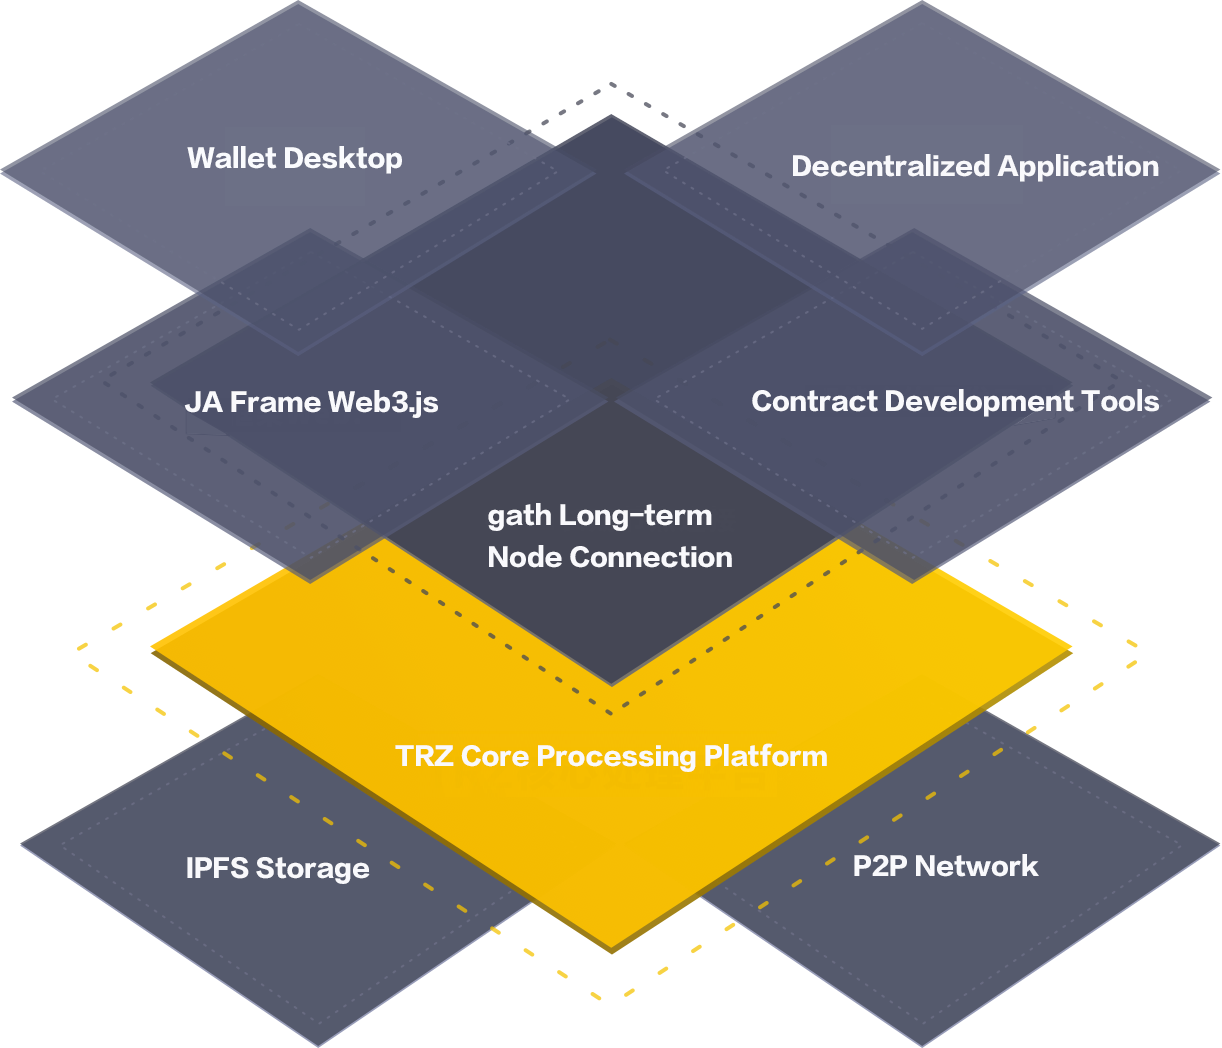 Wallet Desktop
Decentralized Application
JA Frame Web3.js
Contract Development Tools
gath Long-term
Node Connection
TRZ Core Processing Platform
IPFS Storage
P2P Network